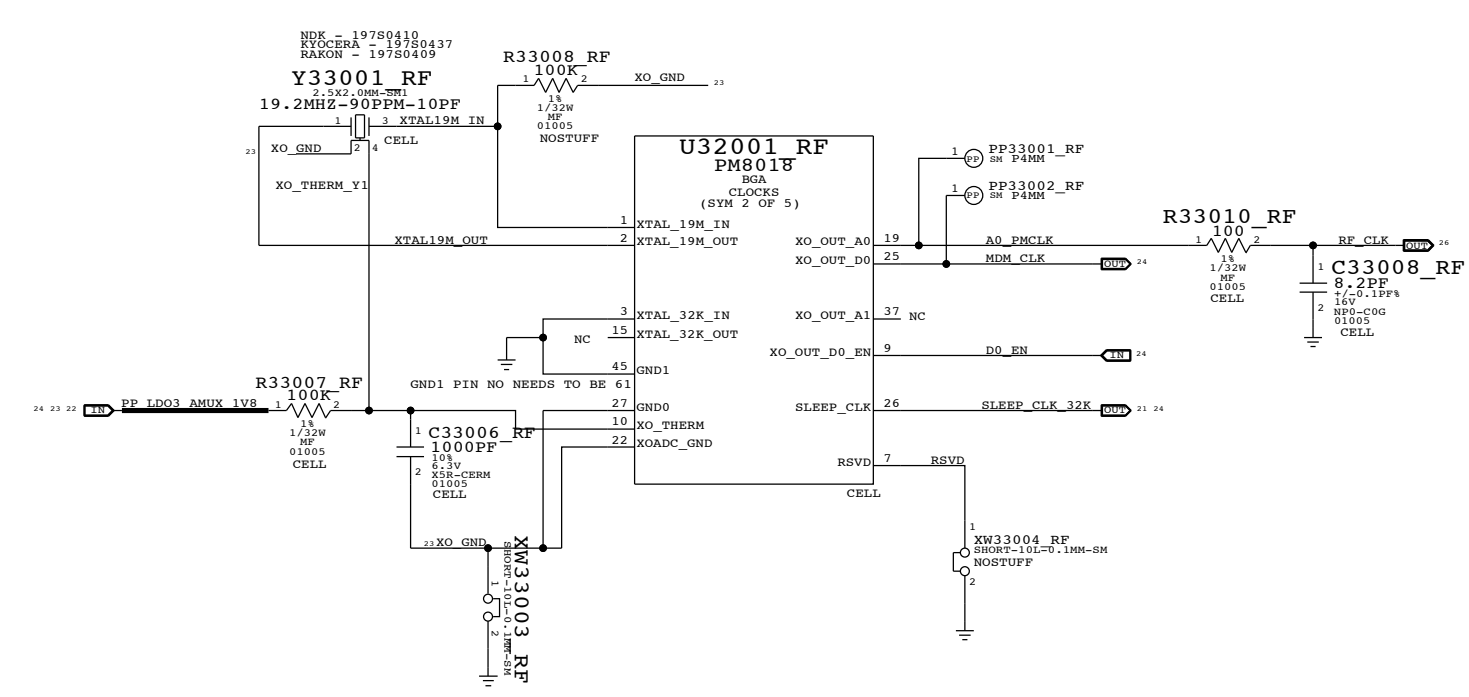 NDK - 197S0410
KYOCERA - 197S0437
RAKON - 197S0409
Y33001_RF
2.5X2.0MM-SM1
19.2MHZ-90PPM-10PF
1
3 XTAL19M_IN
CELL
23 XO_GND 2 4
XO_THERM_Y1
XTAL19M_OUT
R33008_RF
100K
1 2
XO_GND 23
1%
1/32W
MF
01005
NOSTUFF
U32001_RF
PM8018
BGA
CLOCKS
(SYM 2 OF 5)
1 XTAL_19M_IN
2 XTAL_19M_OUT
3 XTAL_32K_IN
NC 15 XTAL_32K_OUT
45 GND1
GND1 PIN NO NEEDS TO BE 61
27 GND0
10 XO_THERM
22 XOADC_GND
XO_OUT_A0 19
XO_OUT_D0 25
XO_OUT_A1 37 NC
XO_OUT_D0_EN 9
SLEEP_CLK 26
RSVD 7 RSVD
CELL
1 PP PP33001_RF
SM P4MM
1 PP PP33002_RF
SM P4MM
A0_PMCLK
MDM_CLK OUT 24
D0_EN IN 24
SLEEP_CLK_32K OUT 21 24
R33010_RF
100
1 2
1%
1/32W
MF
01005
CELL
RF_CLK OUT 26
1 C33008_RF
8.2PF
+/-0.1PF%
2 16V
NP0-C0G
01005
CELL
24 23 22 IN PP_LDO3_AMUX_1V8
R33007_RF
100K
1 2
1%
1/32W
MF
01005
CELL
1 C33006_RF
1000PF
10%
2 6.3V
X5R-CERM
01005
CELL
23 XO_GND
XW33003_RF
SHORT-10L-0.1MM-SM
1
2
1
XW33004_RF
SHORT-10L-0.1MM-SM
NOSTUFF
2